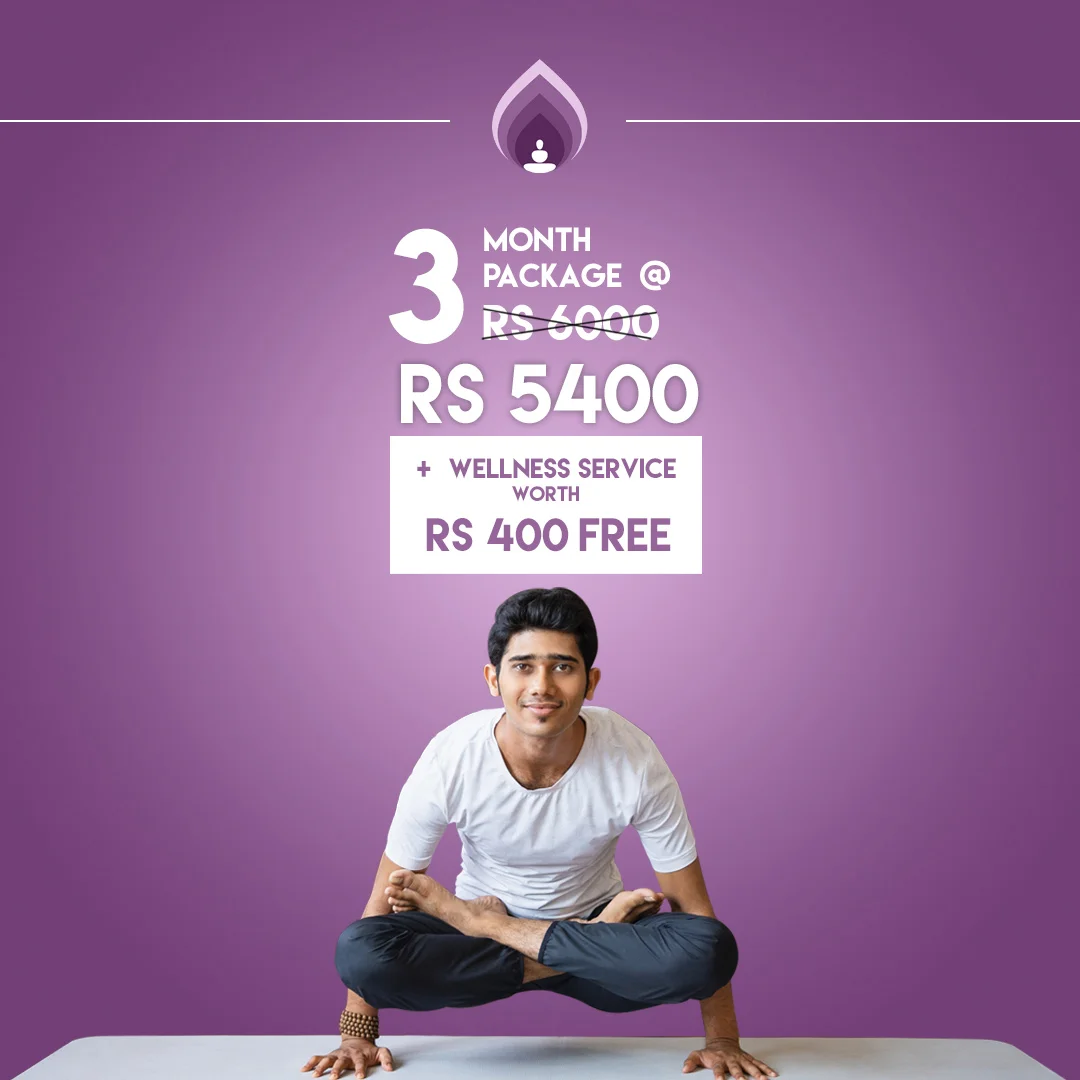 3 MONTH
PACKAGE @
RS 6000
RS 5400
+ WELLNESS SERVICE
WORTH
RS 400 FREE